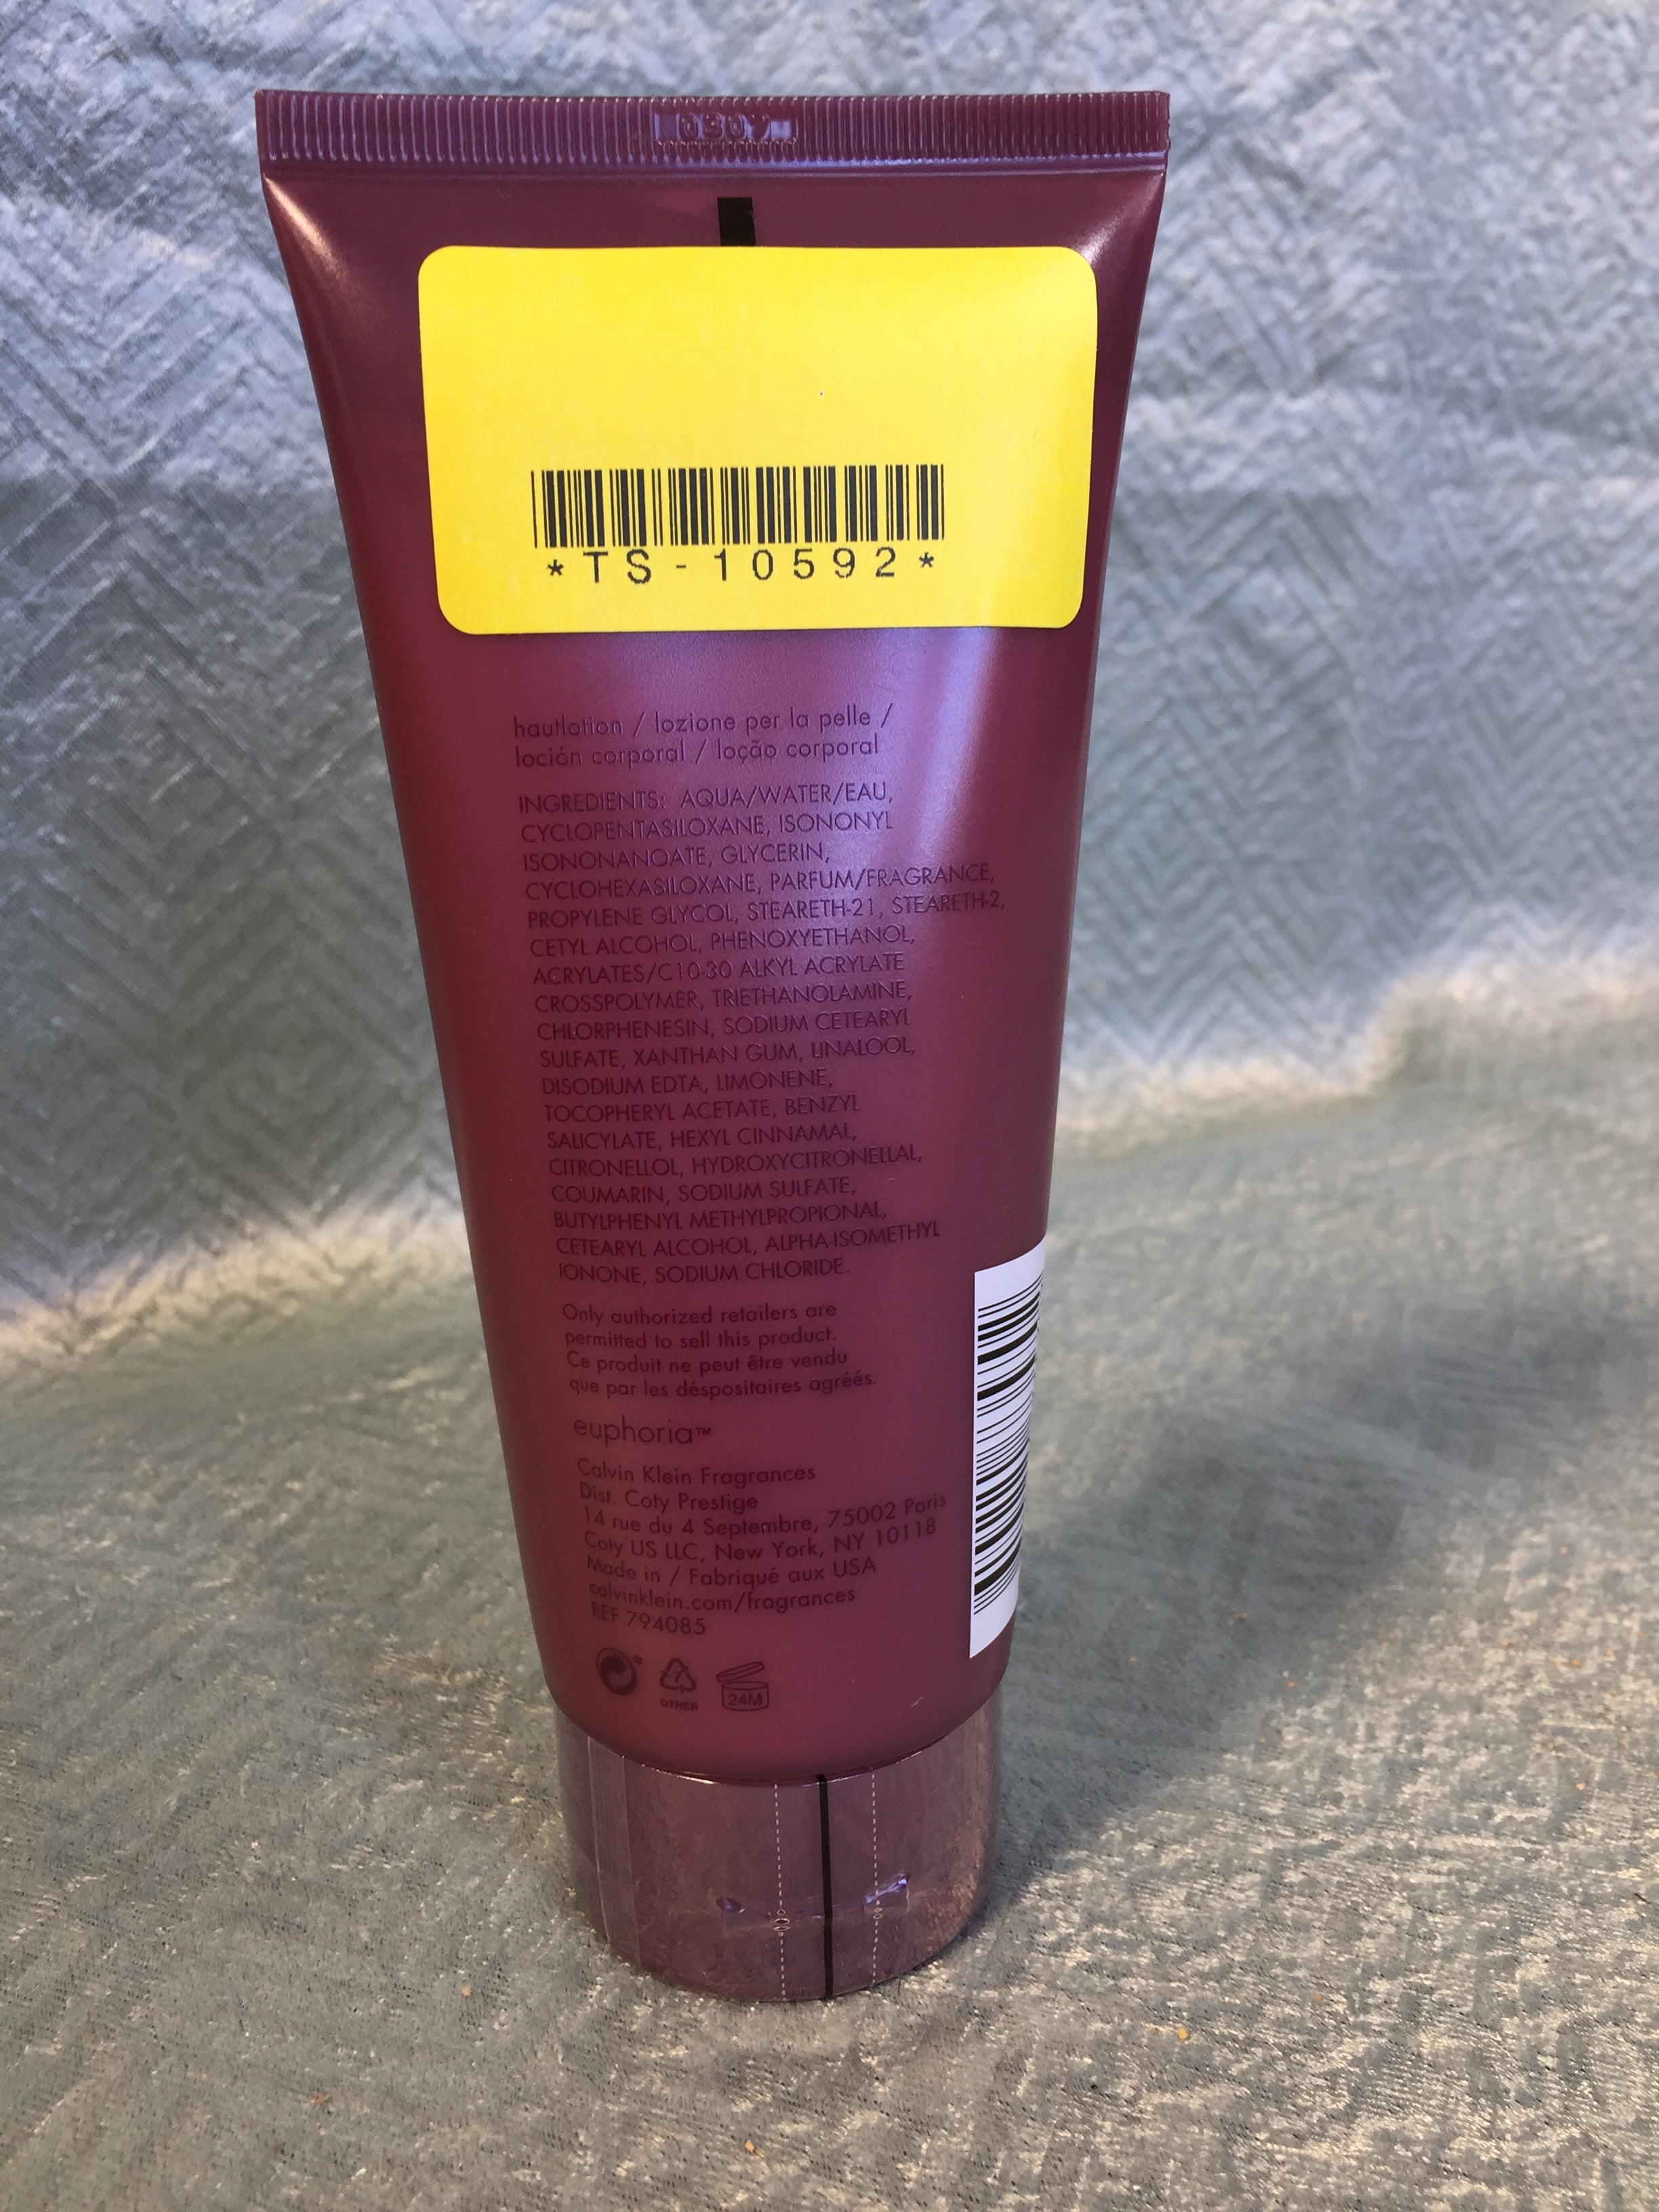 0307
*TS-10592*
hautlotion / lozione per la pelle /
loción corporal / loção corporal
INGREDIENTS: AQUA/WATER/EAU,
CYCLOPENTASILOXANE, ISONONYL
ISONONANOATE, GLYCERIN,
CYCLOHEXASILOXANE, PARFUM/FRAGRANCE,
PROPYLENE GLYCOL, STEARETH-21, STEARETH-2,
CETYL ALCOHOL, PHENOXYETHANOL,
ACRYLATES/C10-30 ALKYL ACRYLATE
CROSSPOLYMER, TRIETHANOLAMINE,
CHLORPHENESIN, SODIUM CETEARYL
SULFATE, XANTHAN GUM, LINALOOL,
DISODIUM EDTA, LIMONENE,
TOCOPHERYL ACETATE, BENZYL
SALICYLATE, HEXYL CINNAMAL,
CITRONELLOL, HYDROXYCITRONELLAL,
COUMARIN, SODIUM SULFATE,
BUTYLPHENYL METHYLPROPIONAL,
CETEARYL ALCOHOL, ALPHA-ISOMETHYL
IONONE, SODIUM CHLORIDE.
Only authorized retailers are
permitted to sell this product.
Ce produit ne peut être vendu
que par les déspositaires agréés.
euphoria™
Calvin Klein Fragrances
Dist. Coty Prestige
14 rue du 4 Septembre, 75002 Paris
Coty US LLC, New York, NY 10118
Made in / Fabriqué aux USA
calvinklein.com/fragrances
REF 794085
7
OTHER
24M